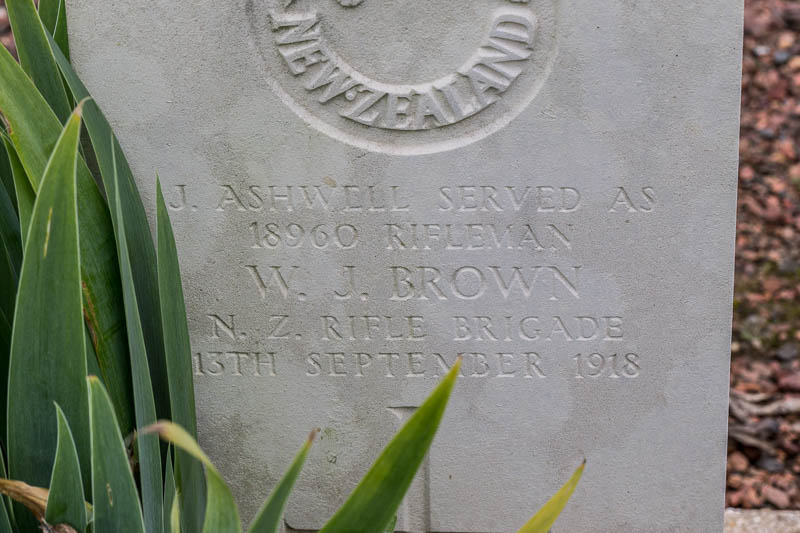 NEW·ZEALAND
J. ASHWELL SERVED AS
18960 RIFLEMAN
W. J. BROWN
N. Z. RIFLE BRIGADE
13TH SEPTEMBER 1918